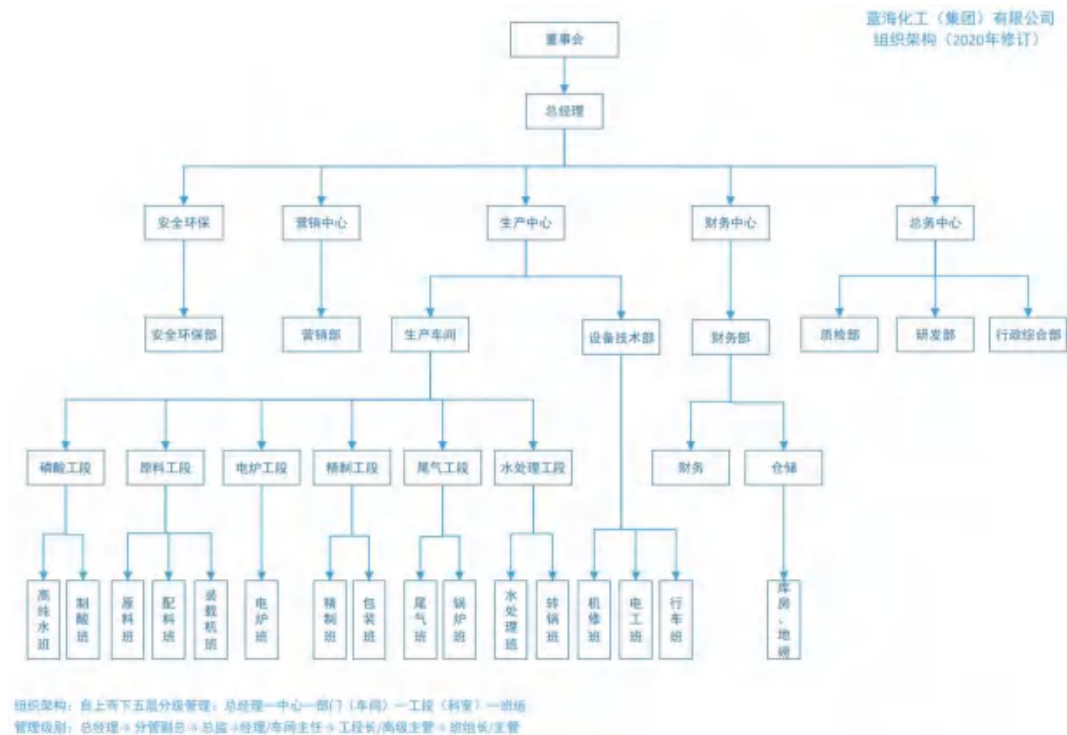 蓝海化工（集团）有限公司
组织架构（2020年修订）
董事会
总经理
安全环保
营销中心
生产中心
财务中心
总务中心
安全环保部
营销部
生产车间
设备技术部
财务部
质检部
研发部
行政综合部
磷酸工段
原料工段
电炉工段
精制工段
尾气工段
水处理工段
财务
仓储
高纯水班
制酸班
原料班
配料班
装载机班
电炉班
精制班
包装班
尾气班
锅炉班
水处理班
转锅班
机修班
电工班
行车班
库房、地磅
组织架构：自上而下五层分级管理：总经理—中心—部门（车间）—工段（科室）—班组
管理级别：总经理→分管副总→总监→经理/车间主任→工段长/高级主管→班组长/主管